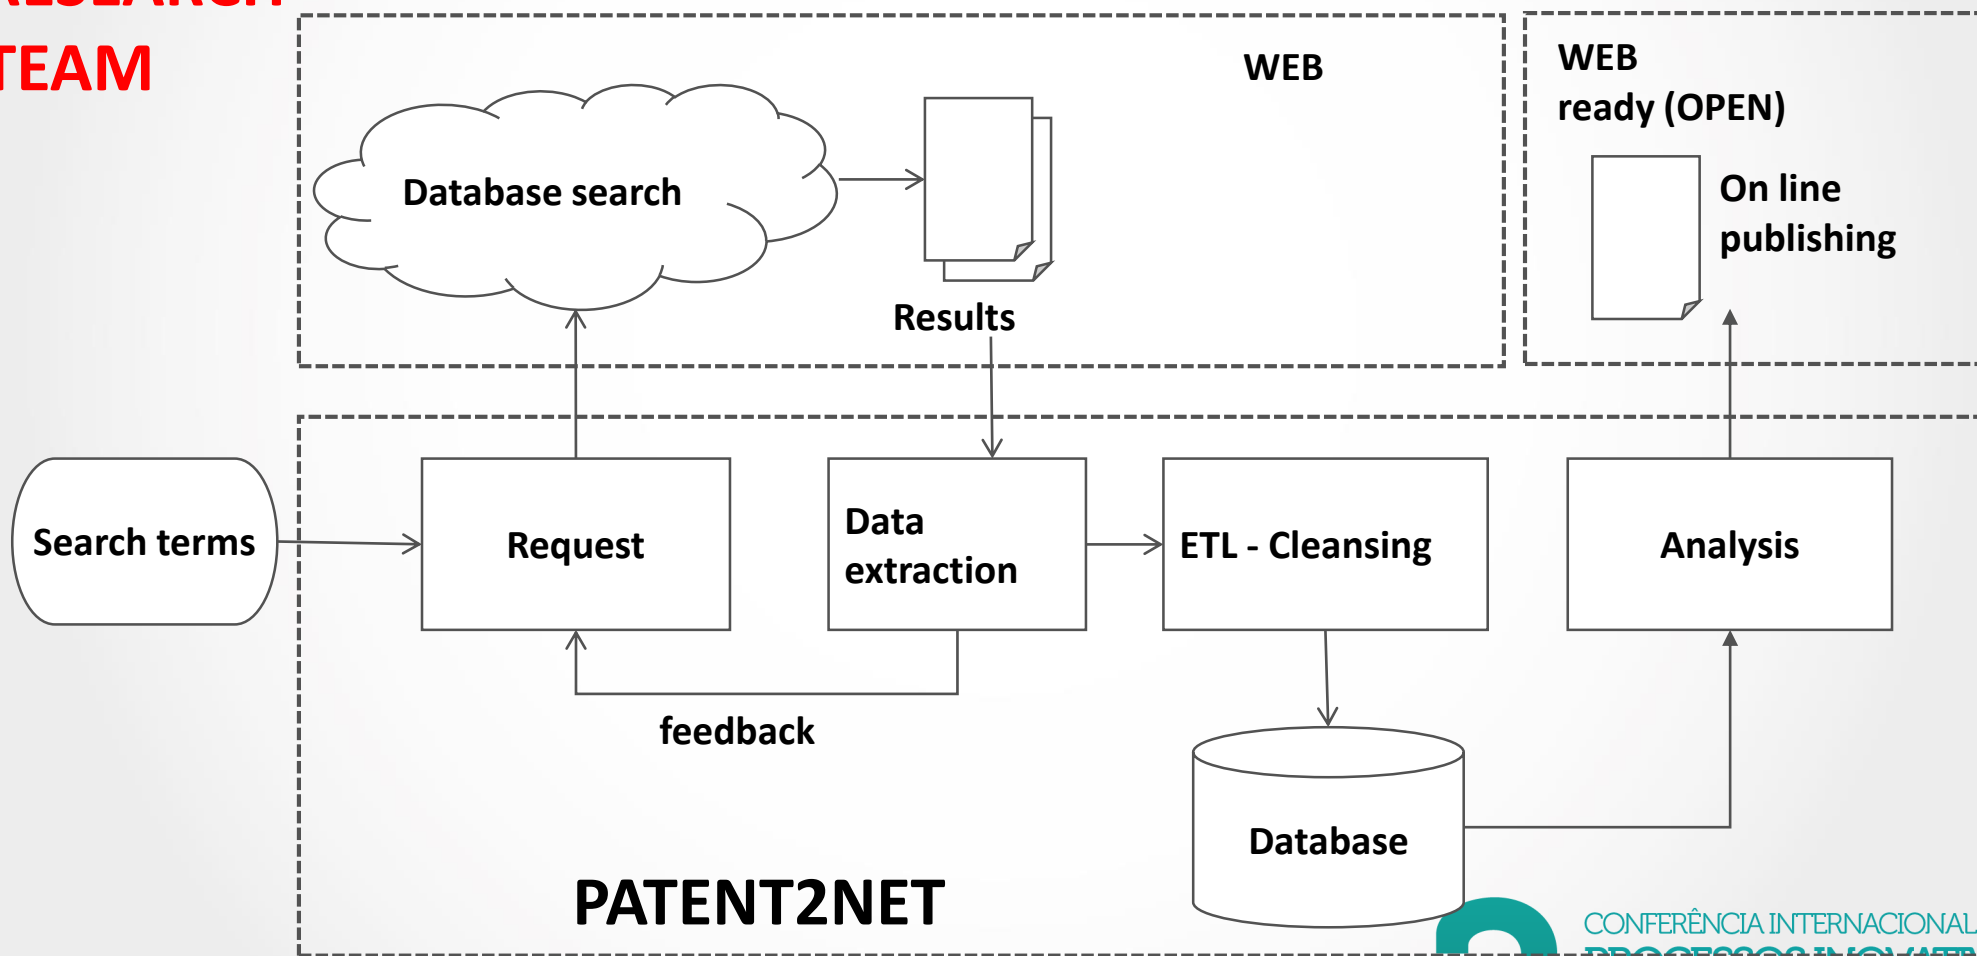 TEAM
WEB
WEB
ready (OPEN)
Database search
On line
publishing
Results
Search terms
Request
Data
extraction
ETL - Cleansing
Analysis
feedback
Database
PATENT2NET
CONFERÊNCIA INTERNACIONAL